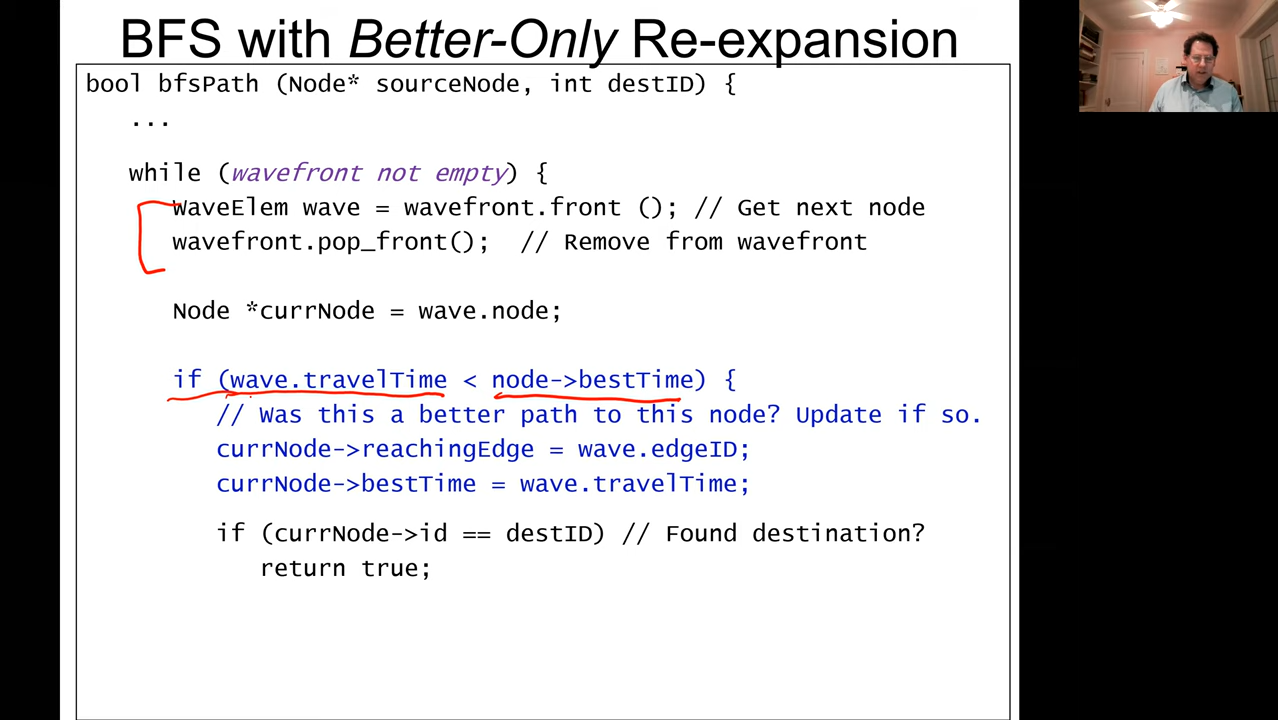 BFS with Better-Only Re-expansion
bool bfsPath (Node* sourceNode, int destID) {
...
while (wavefront not empty) {
WaveElem wave = wavefront.front (); // Get next node
wavefront.pop_front(); // Remove from wavefront
Node *currNode = wave.node;
if (wave.travelTime < node->bestTime) {
// Was this a better path to this node? Update if so.
currNode->reachingEdge = wave.edgeID;
currNode->bestTime = wave.travelTime;
if (currNode->id == destID) // Found destination?
return true;